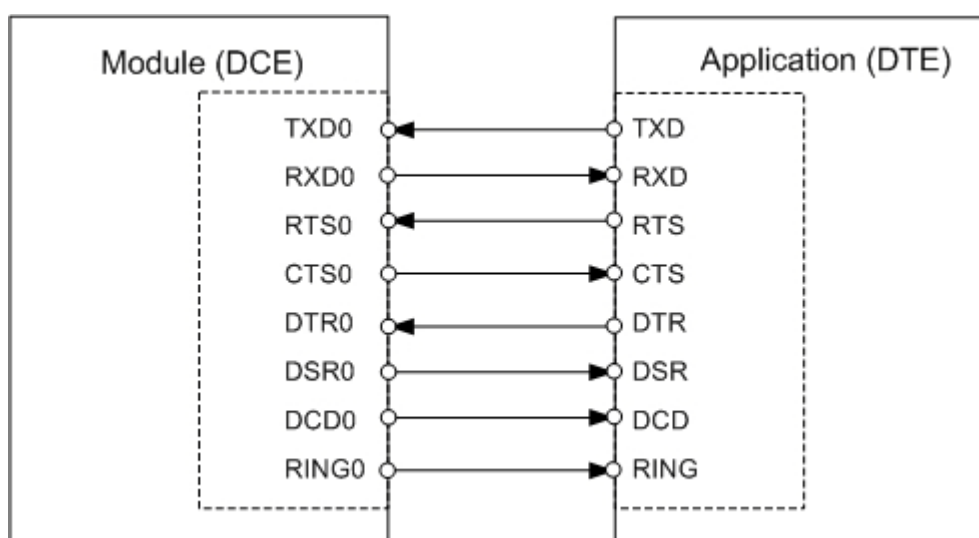 Module (DCE)
Application (DTE)
TXD0
TXD
RXD0
RXD
RTS0
RTS
CTS0
CTS
DTR0
DTR
DSR0
DSR
DCD0
DCD
RING0
RING